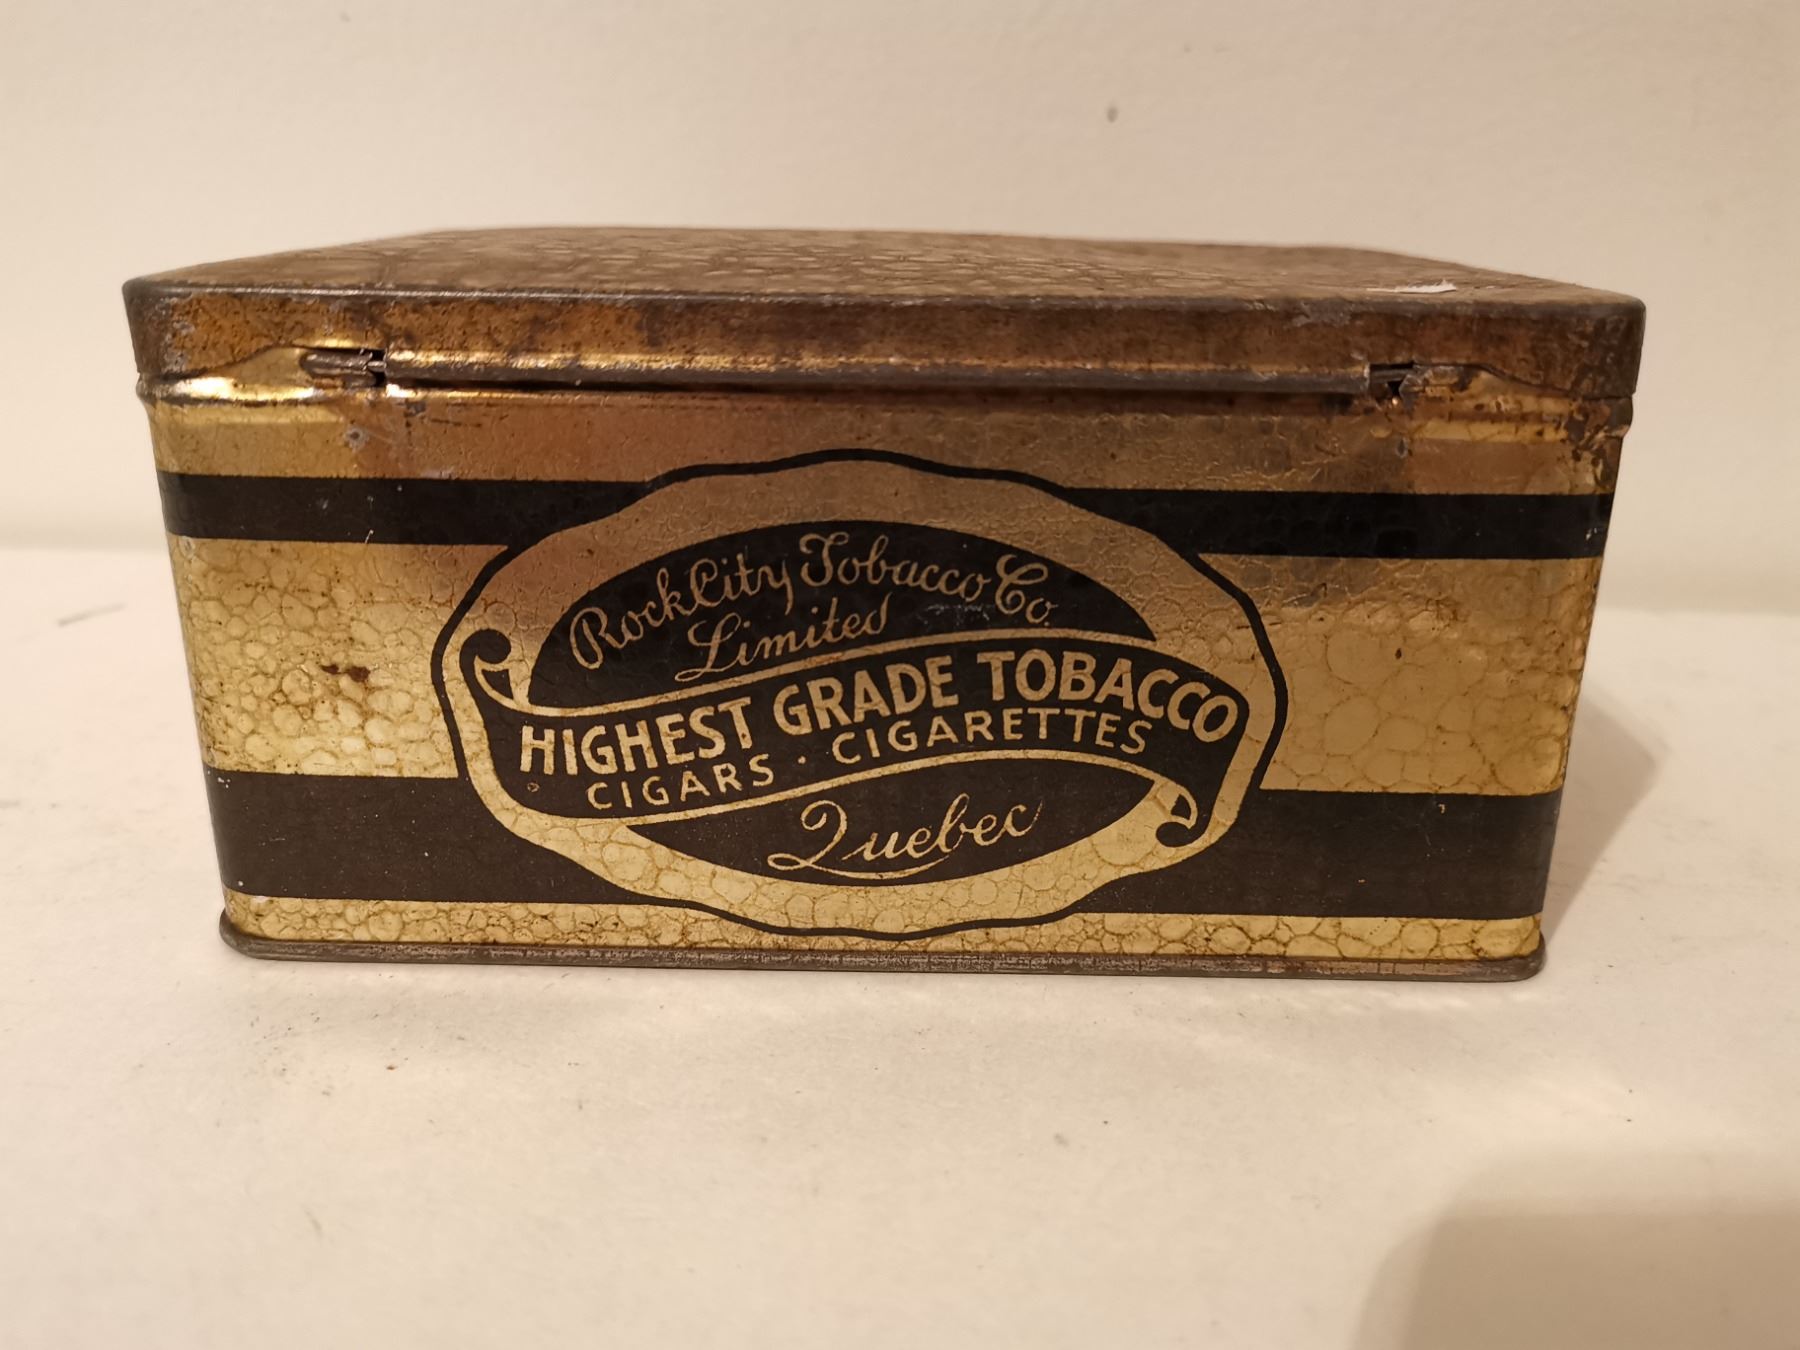 Rock City Tobacco Co.
Limited
HIGHEST GRADE TOBACCO
CIGARS · CIGARETTES
Quebec